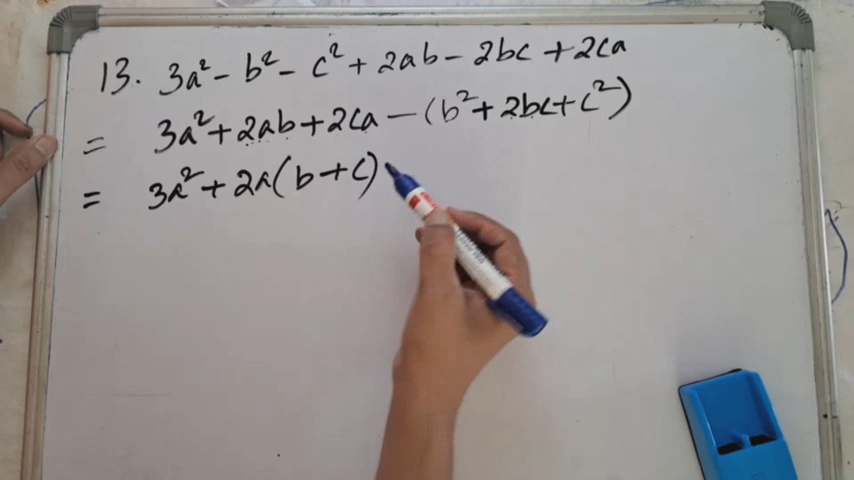 13. 3a² - b² - c² + 2ab - 2bc + 2ca
= 3a² + 2ab + 2ca - (b² + 2bc + c²)
= 3a² + 2a(b + c)